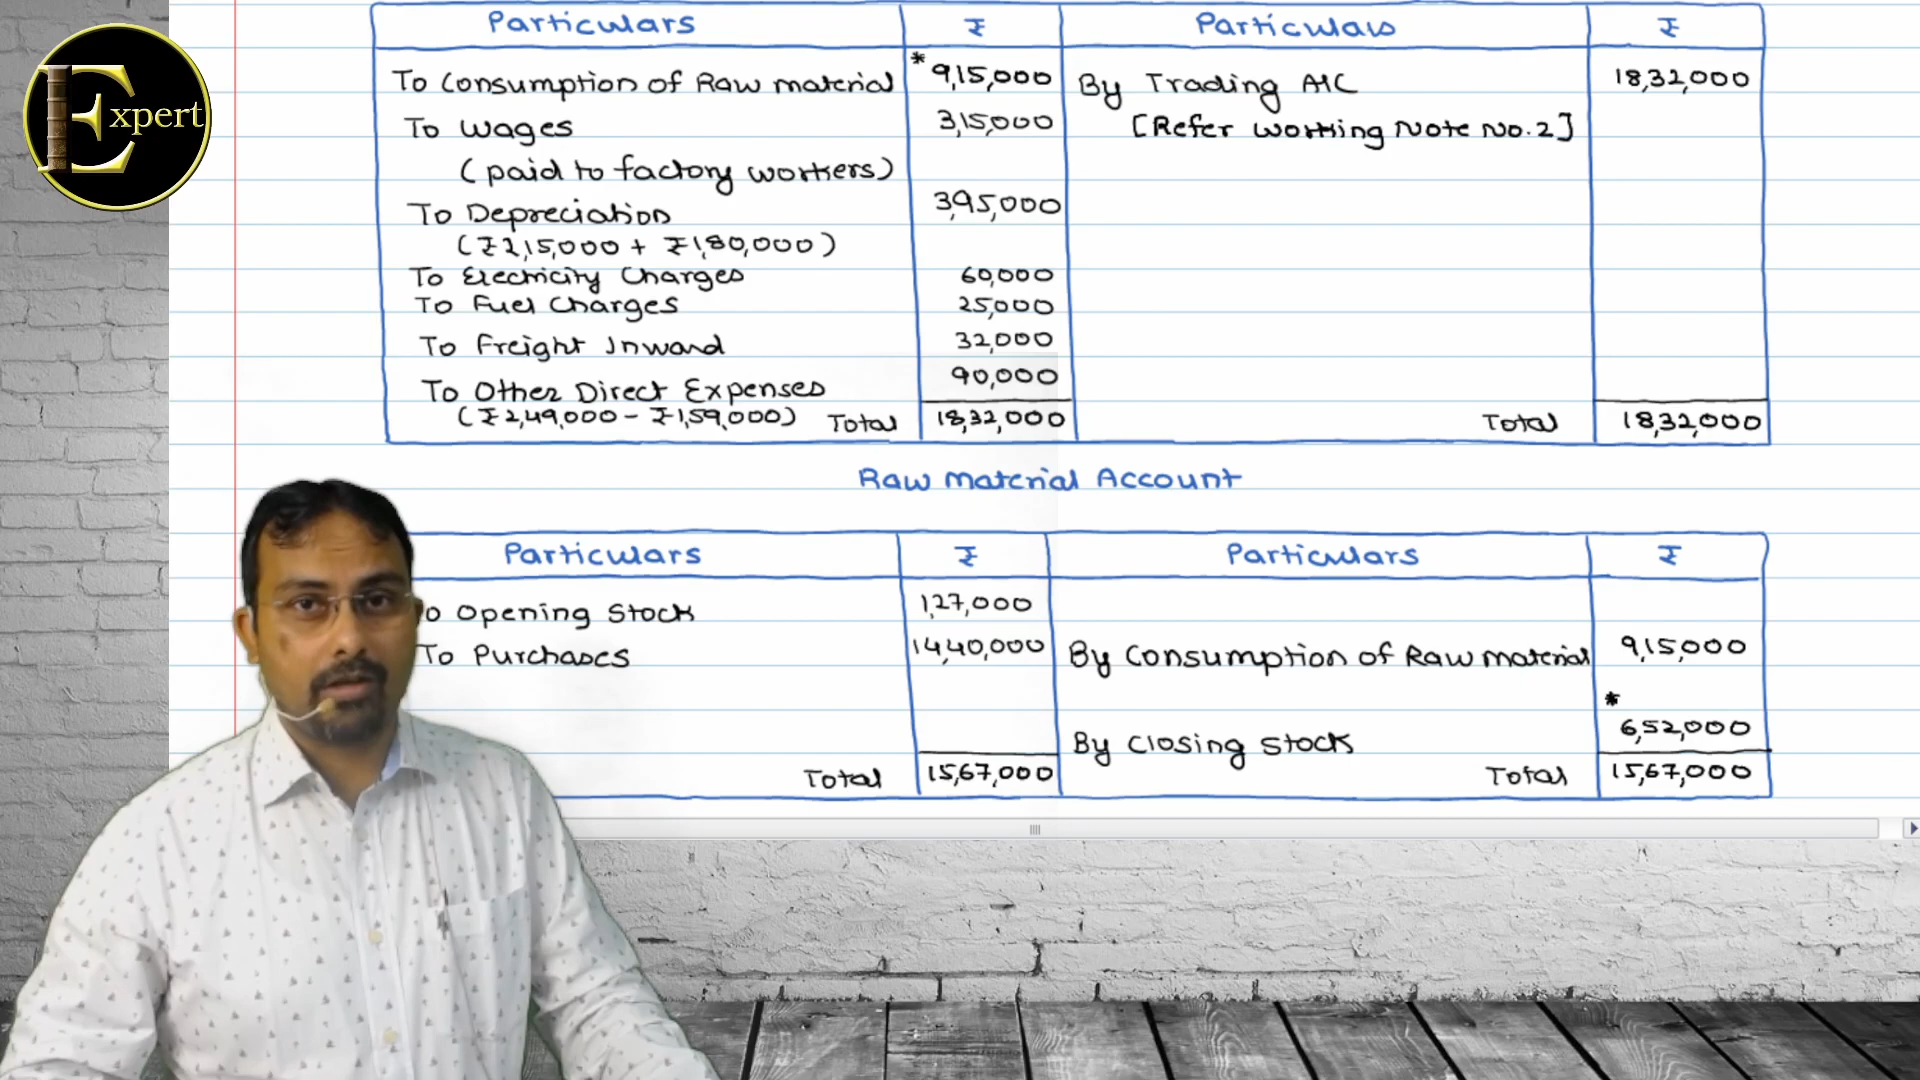 Expert
Particulars ₹ Particulars ₹
To Consumption of Raw material *9,15,000 By Trading A/C 18,32,000
To Wages 3,15,000 [Refer Working Note No.2]
(paid to factory workers)
To Depreciation 3,95,000
(₹2,15,000 + ₹1,80,000)
To Electricity Charges 60,000
To Fuel Charges 25,000
To Freight Inward 32,000
To Other Direct Expenses 90,000
(₹2,49,000 - ₹1,59,000) Total 18,32,000 Total 18,32,000
Raw Material Account
Particulars ₹ Particulars ₹
o Opening Stock 1,27,000
To Purchases 14,40,000 By Consumption of Raw material 9,15,000
*
By Closing Stock 6,52,000
Total 15,67,000 Total 15,67,000